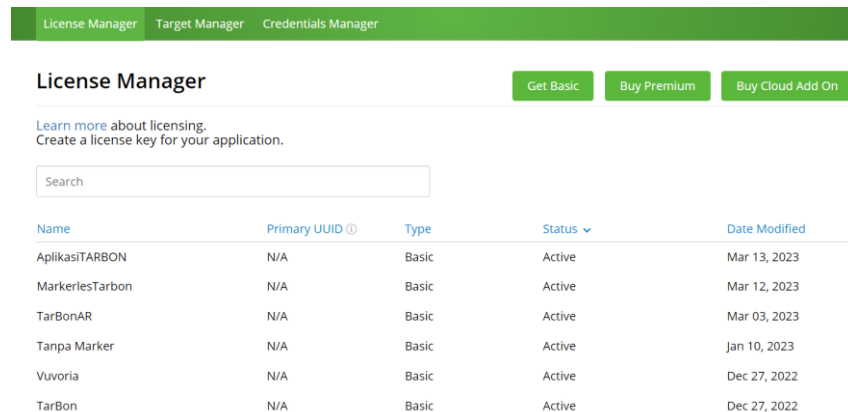 License Manager Target Manager Credentials Manager
License Manager Get Basic Buy Premium Buy Cloud Add On
Learn more about licensing.
Create a license key for your application.
Search
Name Primary UUID Type Status Date Modified
AplikasiTARBON N/A Basic Active Mar 13, 2023
MarkerlesTarbon N/A Basic Active Mar 12, 2023
TarBonAR N/A Basic Active Mar 03, 2023
Tanpa Marker N/A Basic Active Jan 10, 2023
Vuvoria N/A Basic Active Dec 27, 2022
TarBon N/A Basic Active Dec 27, 2022